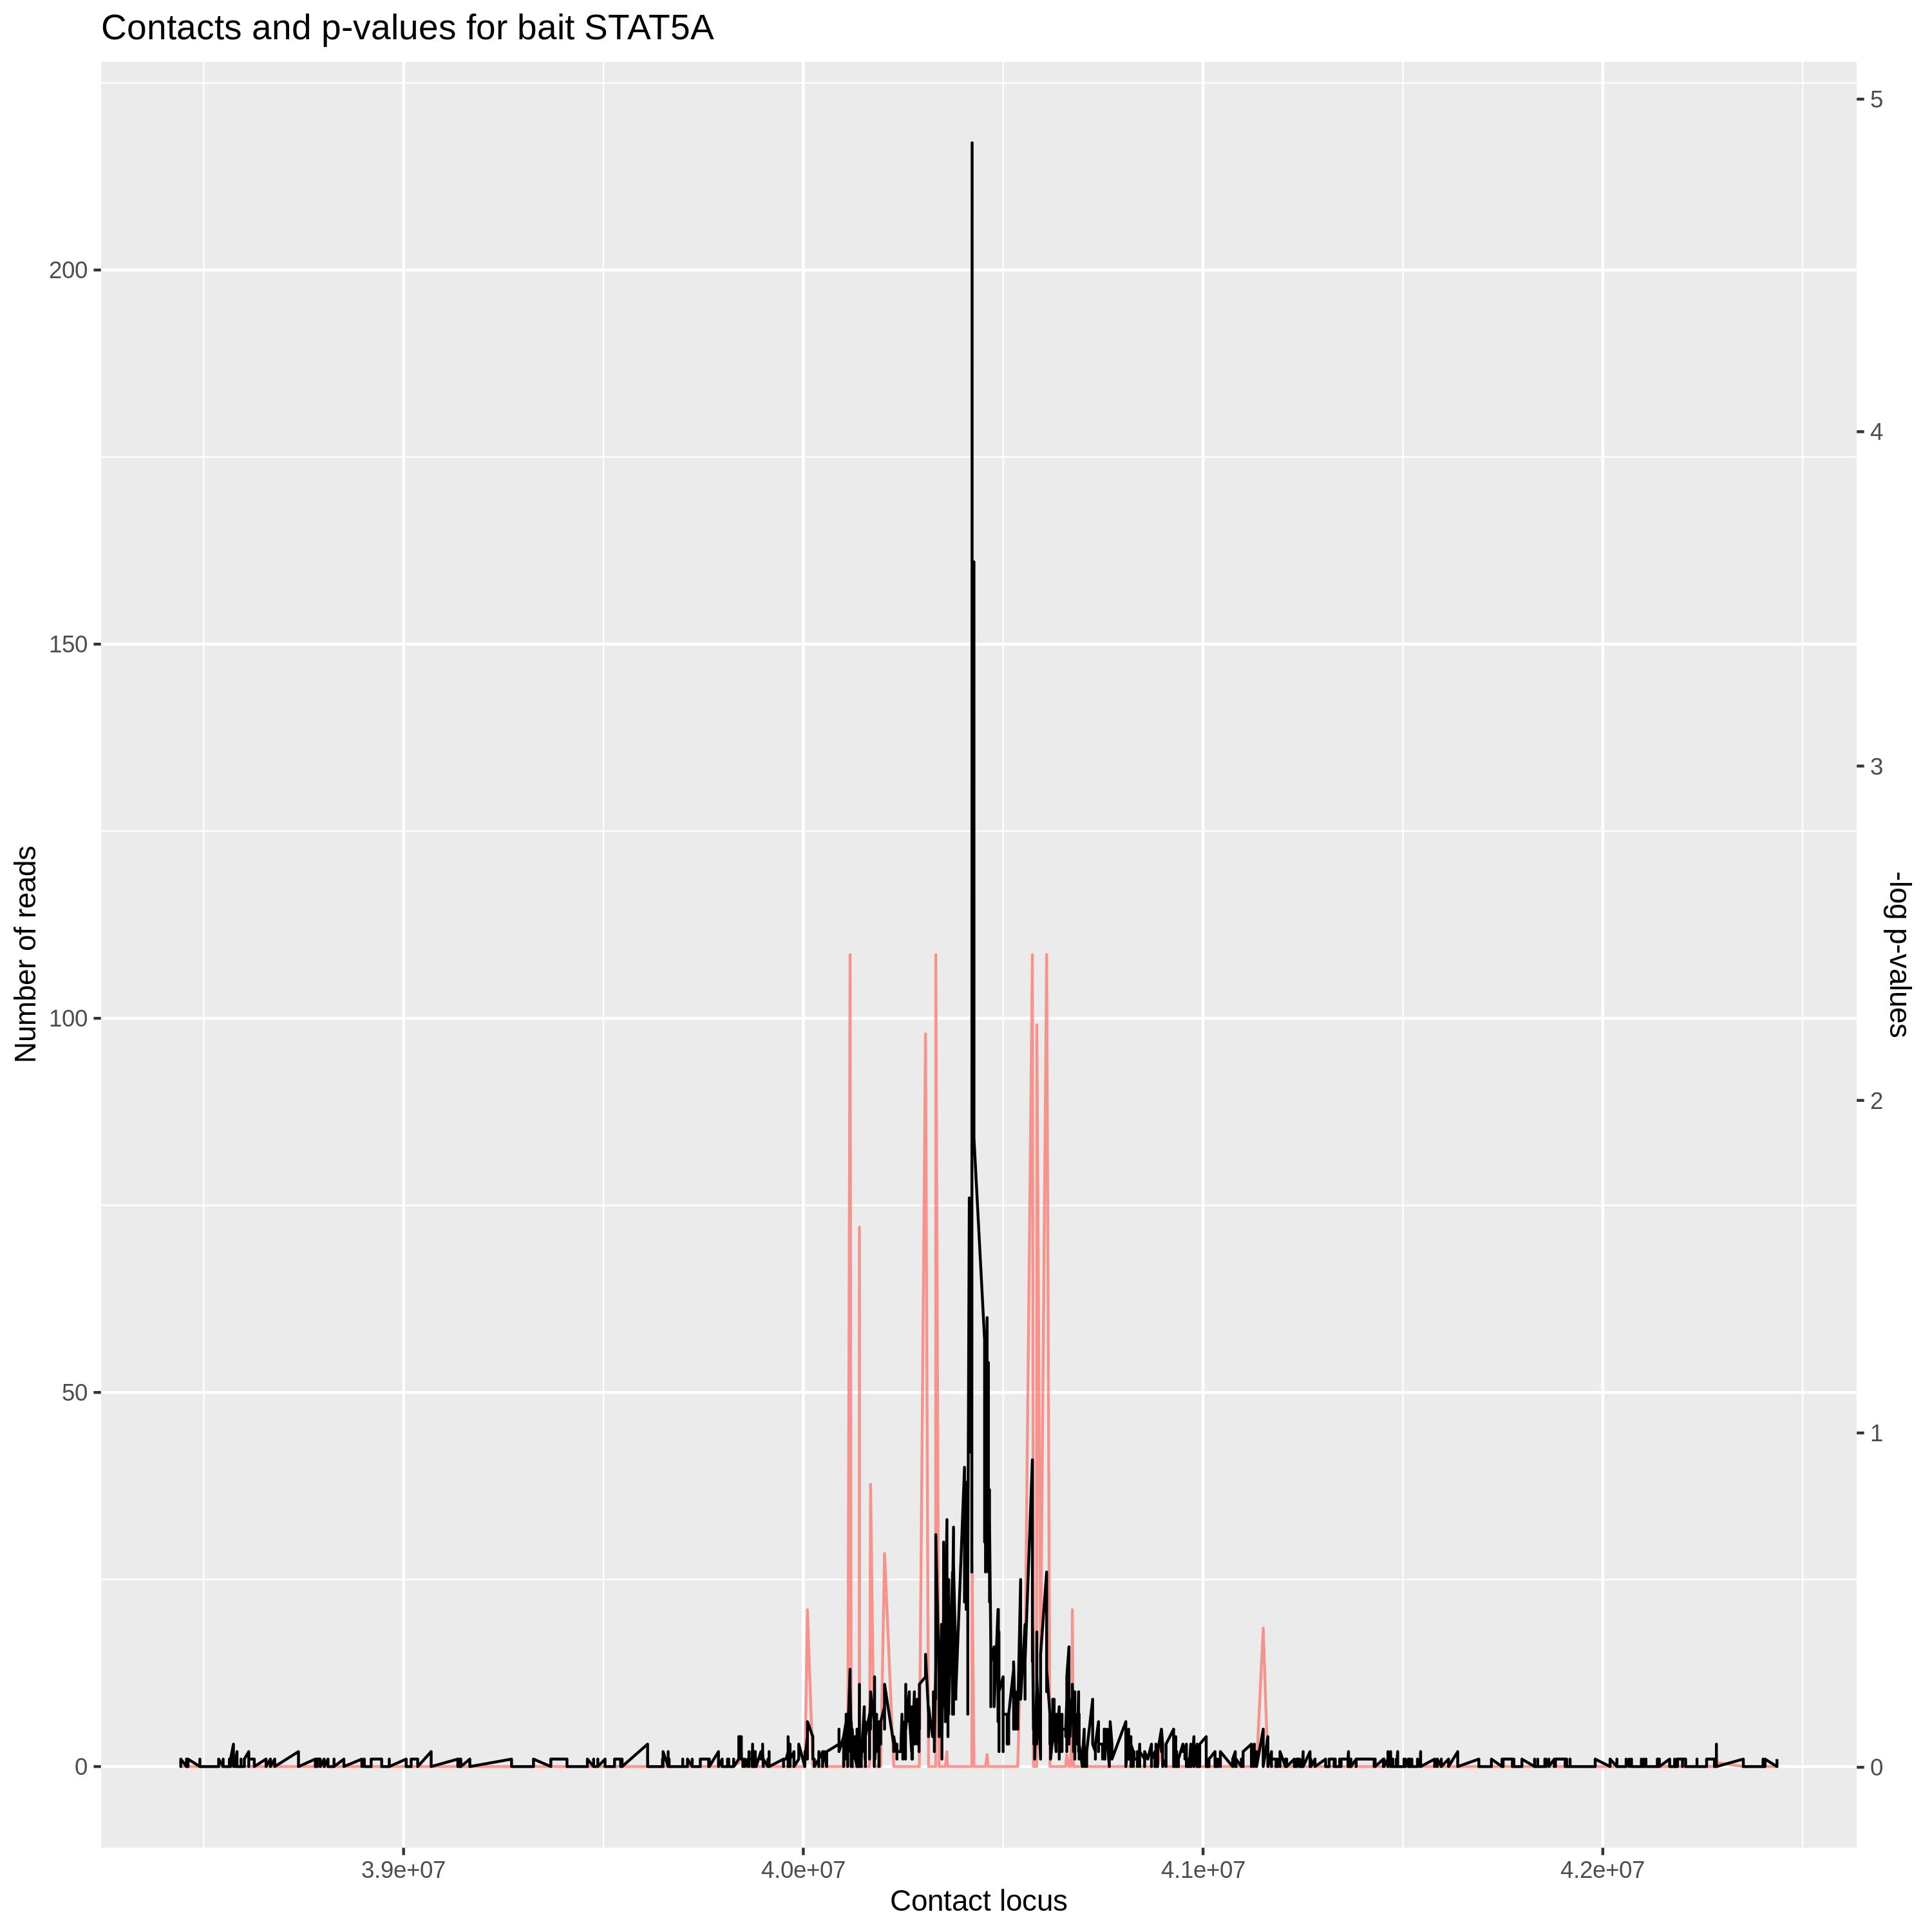 Contacts and p-values for bait STAT5A
Number of reads
200
150
100
50
0
5
4
3
2
1
0
-log p-values
3.9e+07
4.0e+07
4.1e+07
4.2e+07
Contact locus